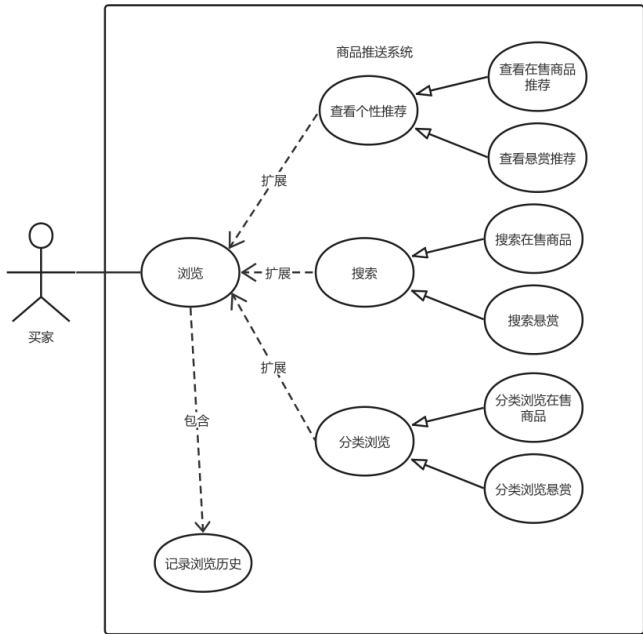 商品推送系统
查看在售商品
推荐
查看个性推荐
查看悬赏推荐
扩展
搜索在售商品
浏览
扩展
搜索
搜索悬赏
买家
扩展
分类浏览在售
商品
包含
分类浏览
分类浏览悬赏
记录浏览历史